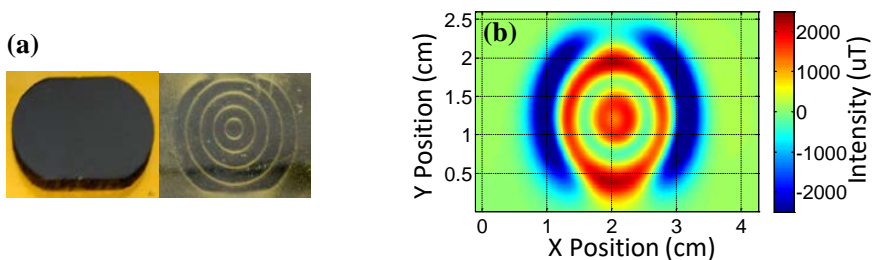 (a)
(b)
2.5
2
1.5
1
0.5
0 1 2 3 4
Y Position (cm)
X Position (cm)
2000
1000
0
-1000
-2000
Intensity (uT)